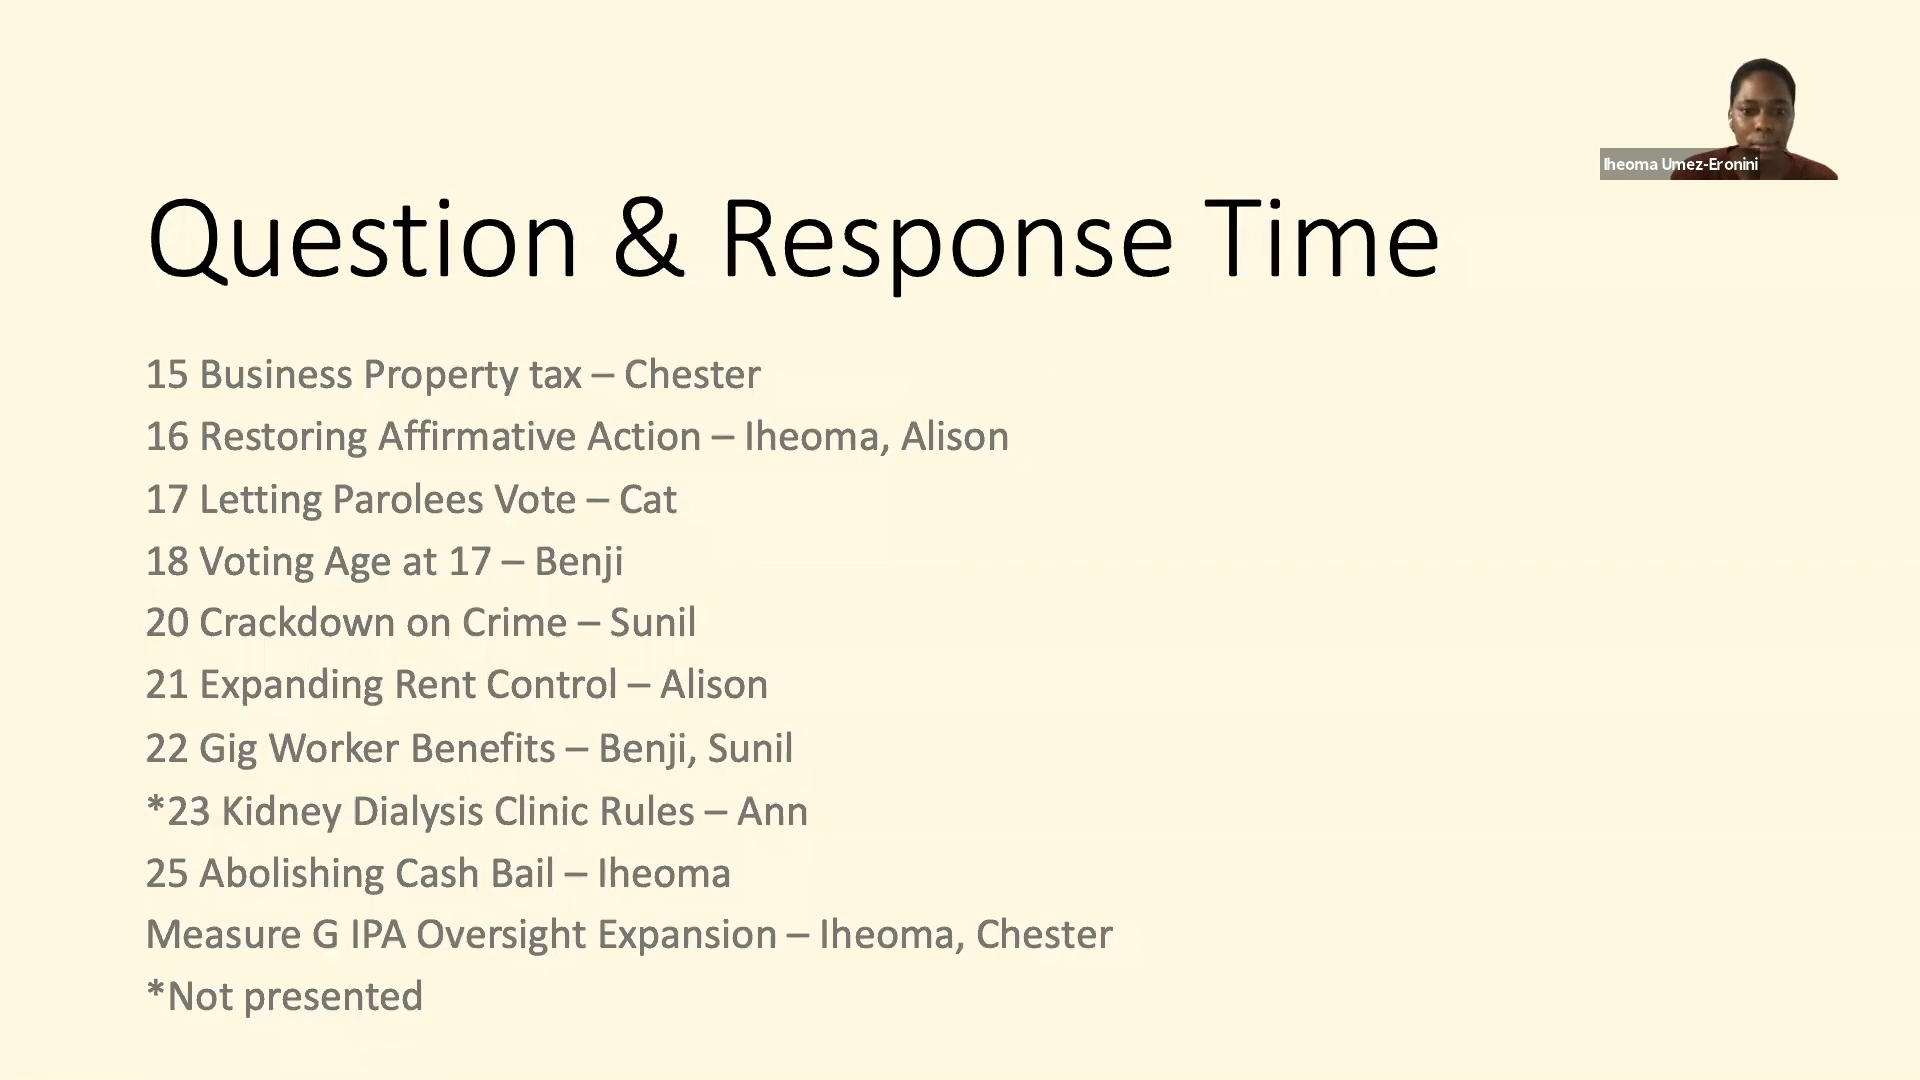 Iheoma Umez-Eronini
Question & Response Time
15 Business Property tax – Chester
16 Restoring Affirmative Action – Iheoma, Alison
17 Letting Parolees Vote – Cat
18 Voting Age at 17 – Benji
20 Crackdown on Crime – Sunil
21 Expanding Rent Control – Alison
22 Gig Worker Benefits – Benji, Sunil
*23 Kidney Dialysis Clinic Rules – Ann
25 Abolishing Cash Bail – Iheoma
Measure G IPA Oversight Expansion – Iheoma, Chester
*Not presented